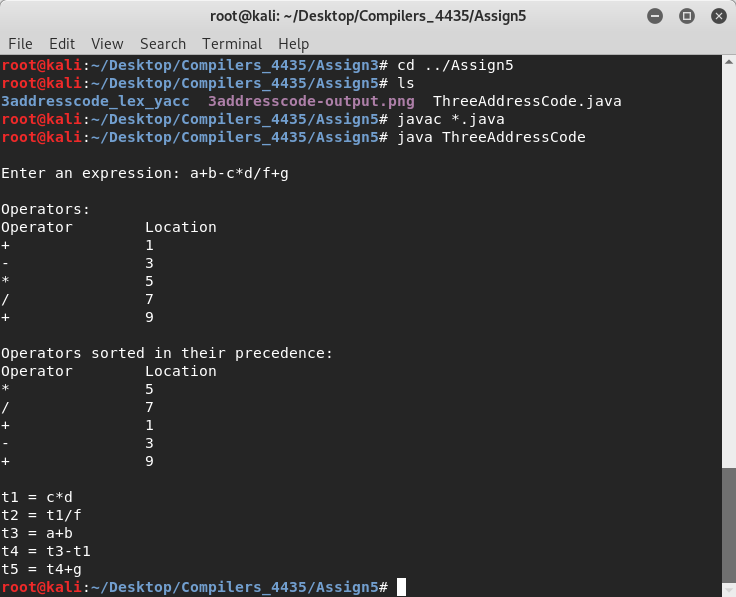 root@kali: ~/Desktop/Compilers_4435/Assign5
File Edit View Search Terminal Help
root@kali:~/Desktop/Compilers_4435/Assign3# cd ../Assign5
root@kali:~/Desktop/Compilers_4435/Assign5# ls
3addresscode_lex_yacc 3addresscode-output.png ThreeAddressCode.java
root@kali:~/Desktop/Compilers_4435/Assign5# javac *.java
root@kali:~/Desktop/Compilers_4435/Assign5# java ThreeAddressCode
Enter an expression: a+b-c*d/f+g
Operators:
Operator Location
+ 1
- 3
* 5
/ 7
+ 9
Operators sorted in their precedence:
Operator Location
* 5
/ 7
+ 1
- 3
+ 9
t1 = c*d
t2 = t1/f
t3 = a+b
t4 = t3-t1
t5 = t4+g
root@kali:~/Desktop/Compilers_4435/Assign5#